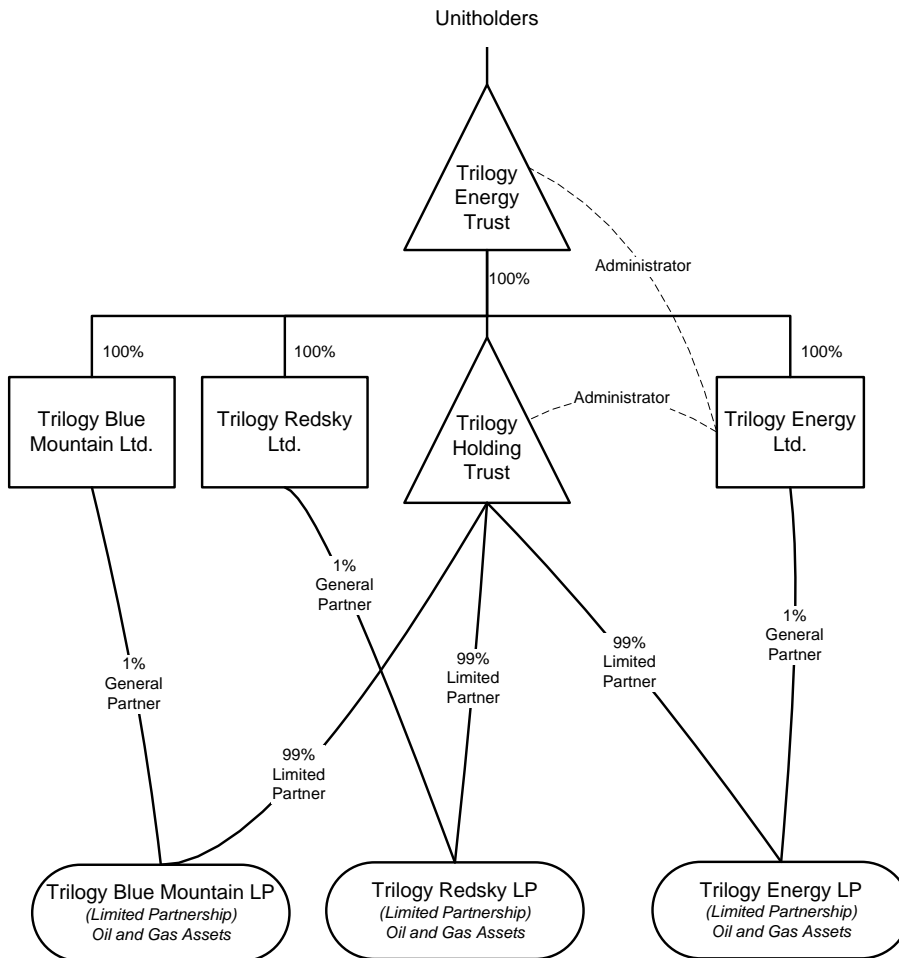 Unitholders
Trilogy
Energy
Trust
Administrator
100%
100%
100%
100%
Trilogy Blue
Mountain Ltd.
Trilogy Redsky
Ltd.
Trilogy
Holding
Trust
Administrator
Trilogy Energy
Ltd.
1%
General
Partner
1%
General
Partner
99%
Limited
Partner
99%
Limited
Partner
99%
Limited
Partner
1%
General
Partner
Trilogy Blue Mountain LP
(Limited Partnership)
Oil and Gas Assets
Trilogy Redsky LP
(Limited Partnership)
Oil and Gas Assets
Trilogy Energy LP
(Limited Partnership)
Oil and Gas Assets